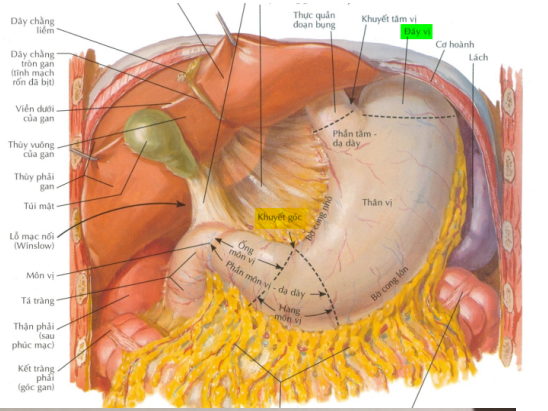 Dây chằng
liềm
Dây chằng
tròn gan
(tĩnh mạch
rốn đã bịt)
Viền dưới
của gan
Thùy vuông
của gan
Thùy phải
gan
Túi mật
Lỗ mạc nối
(Winslow)
Môn vị
Tá tràng
Thận phải
(sau
phúc mạc)
Kết tràng
phải
(góc gan)
Thực quản
đoạn bụng
Khuyết tâm vị
Đáy vị
Cơ hoành
Lách
Phần tâm -
dạ dày
Thân vị
Khuyết góc
Bờ cong nhỏ
Ống
môn vị
Phần môn vị - dạ dày
Hang
môn vị
Bờ cong lớn